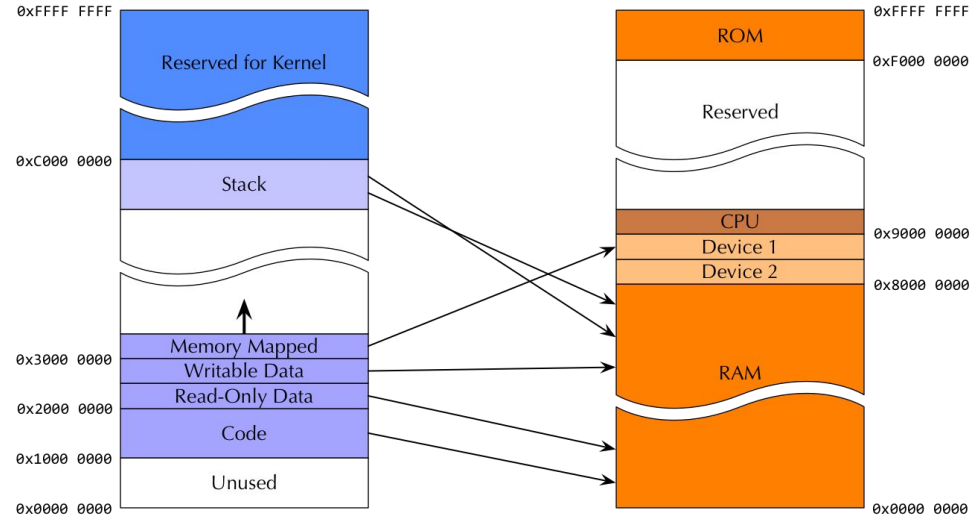 0xFFFF FFFF
Reserved for Kernel
0xC000 0000
Stack
Memory Mapped
0x3000 0000
Writable Data
Read-Only Data
0x2000 0000
Code
0x1000 0000
Unused
0x0000 0000
0xFFFF FFFF
ROM
0xF000 0000
Reserved
CPU
0x9000 0000
Device 1
Device 2
0x8000 0000
RAM
0x0000 0000